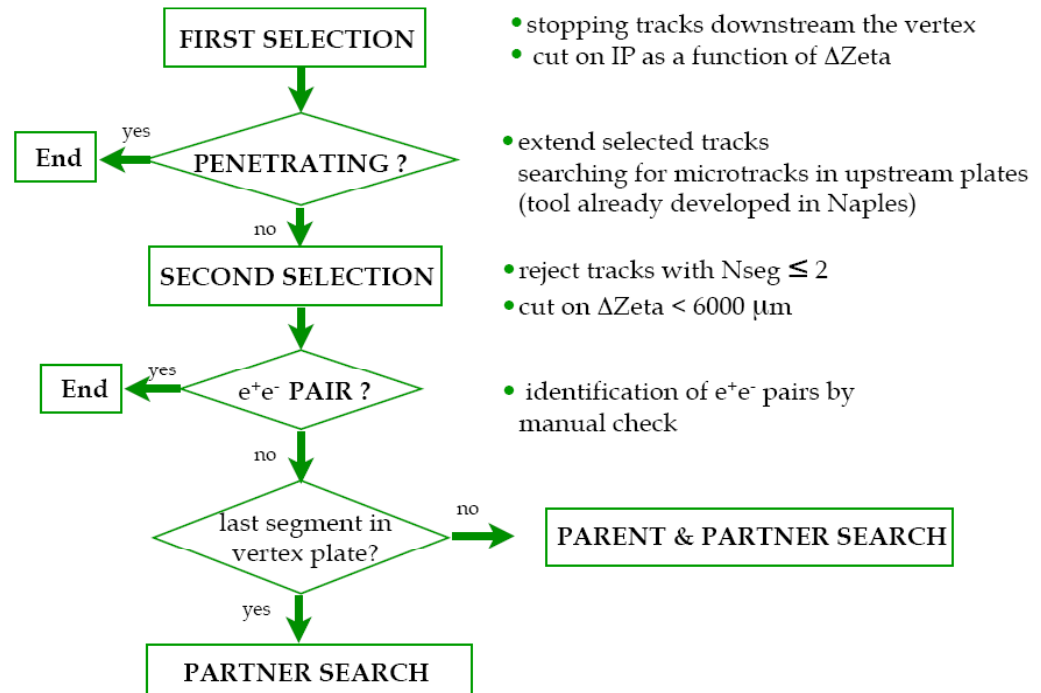 FIRST SELECTION
• stopping tracks downstream the vertex
• cut on IP as a function of ΔZeta
yes
End
PENETRATING ?
• extend selected tracks
searching for microtracks in upstream plates
(tool already developed in Naples)
no
SECOND SELECTION
• reject tracks with Nseg ≤ 2
• cut on ΔZeta < 6000 μm
yes
End
e⁺e⁻ PAIR ?
• identification of e⁺e⁻ pairs by
manual check
no
last segment in
vertex plate?
no
PARENT & PARTNER SEARCH
yes
PARTNER SEARCH